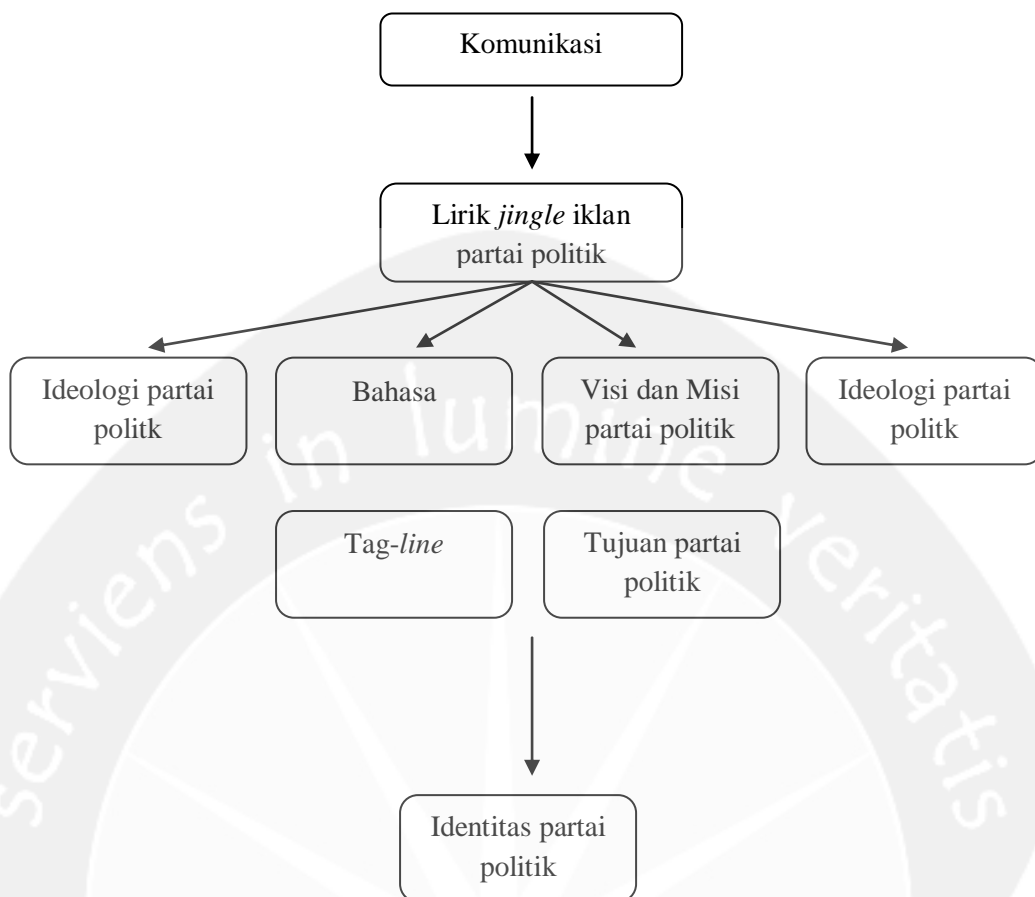 Komunikasi
Lirik jingle iklan
partai politik
Ideologi partai
politk
Bahasa
Visi dan Misi
partai politik
Ideologi partai
politk
Tag-line
Tujuan partai
politik
Identitas partai
politik
serviens in lumine veritatis